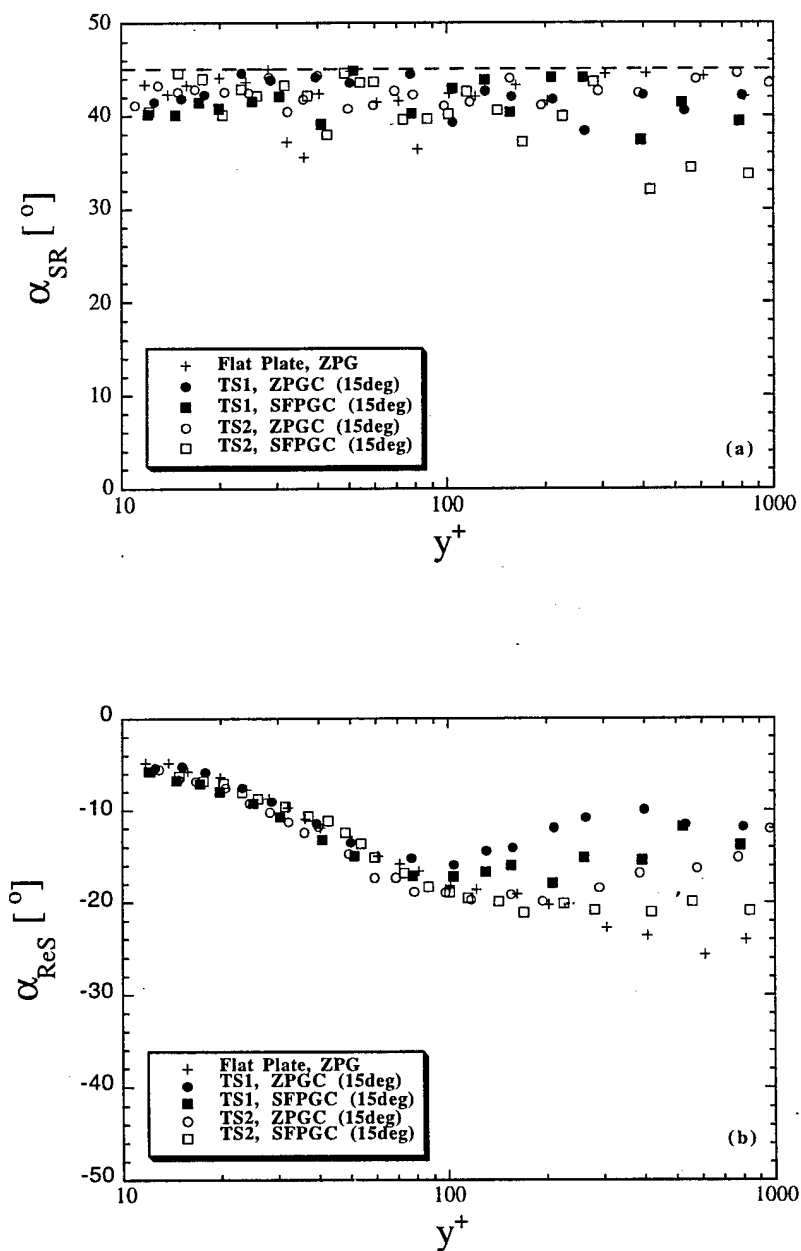 50
40
30
20
10
0
α_SR [ ° ]
+ Flat Plate, ZPG
● TS1, ZPGC (15deg)
■ TS1, SFPGC (15deg)
○ TS2, ZPGC (15deg)
□ TS2, SFPGC (15deg)
(a)
10 100 1000
y⁺
0
-10
-20
-30
-40
-50
α_ReS [ ° ]
+ Flat Plate, ZPG
● TS1, ZPGC (15deg)
■ TS1, SFPGC (15deg)
○ TS2, ZPGC (15deg)
□ TS2, SFPGC (15deg)
(b)
10 100 1000
y⁺